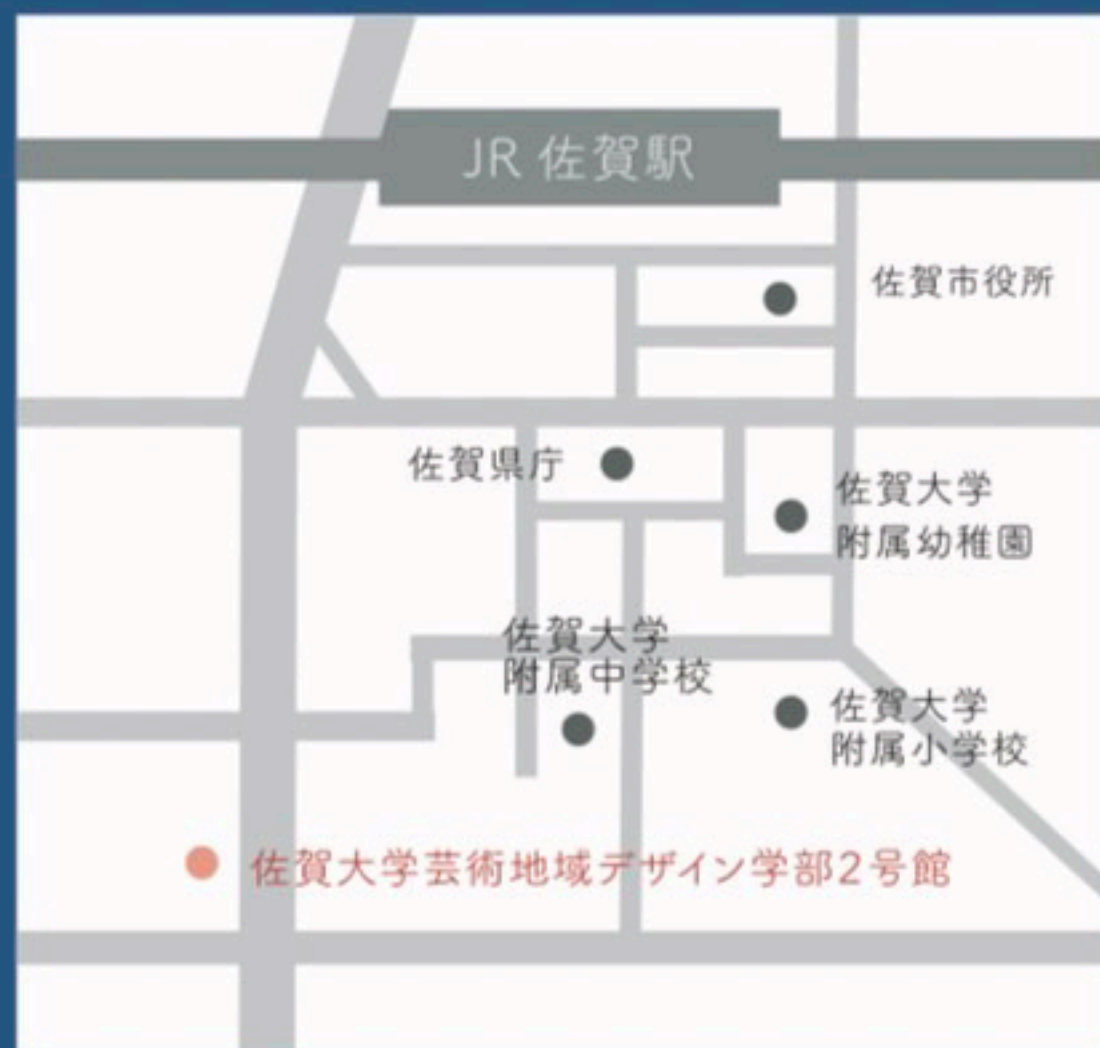 JR 佐賀駅
佐賀市役所
佐賀県庁
佐賀大学
附属幼稚園
佐賀大学
附属中学校
佐賀大学
附属小学校
佐賀大学芸術地域デザイン学部2号館